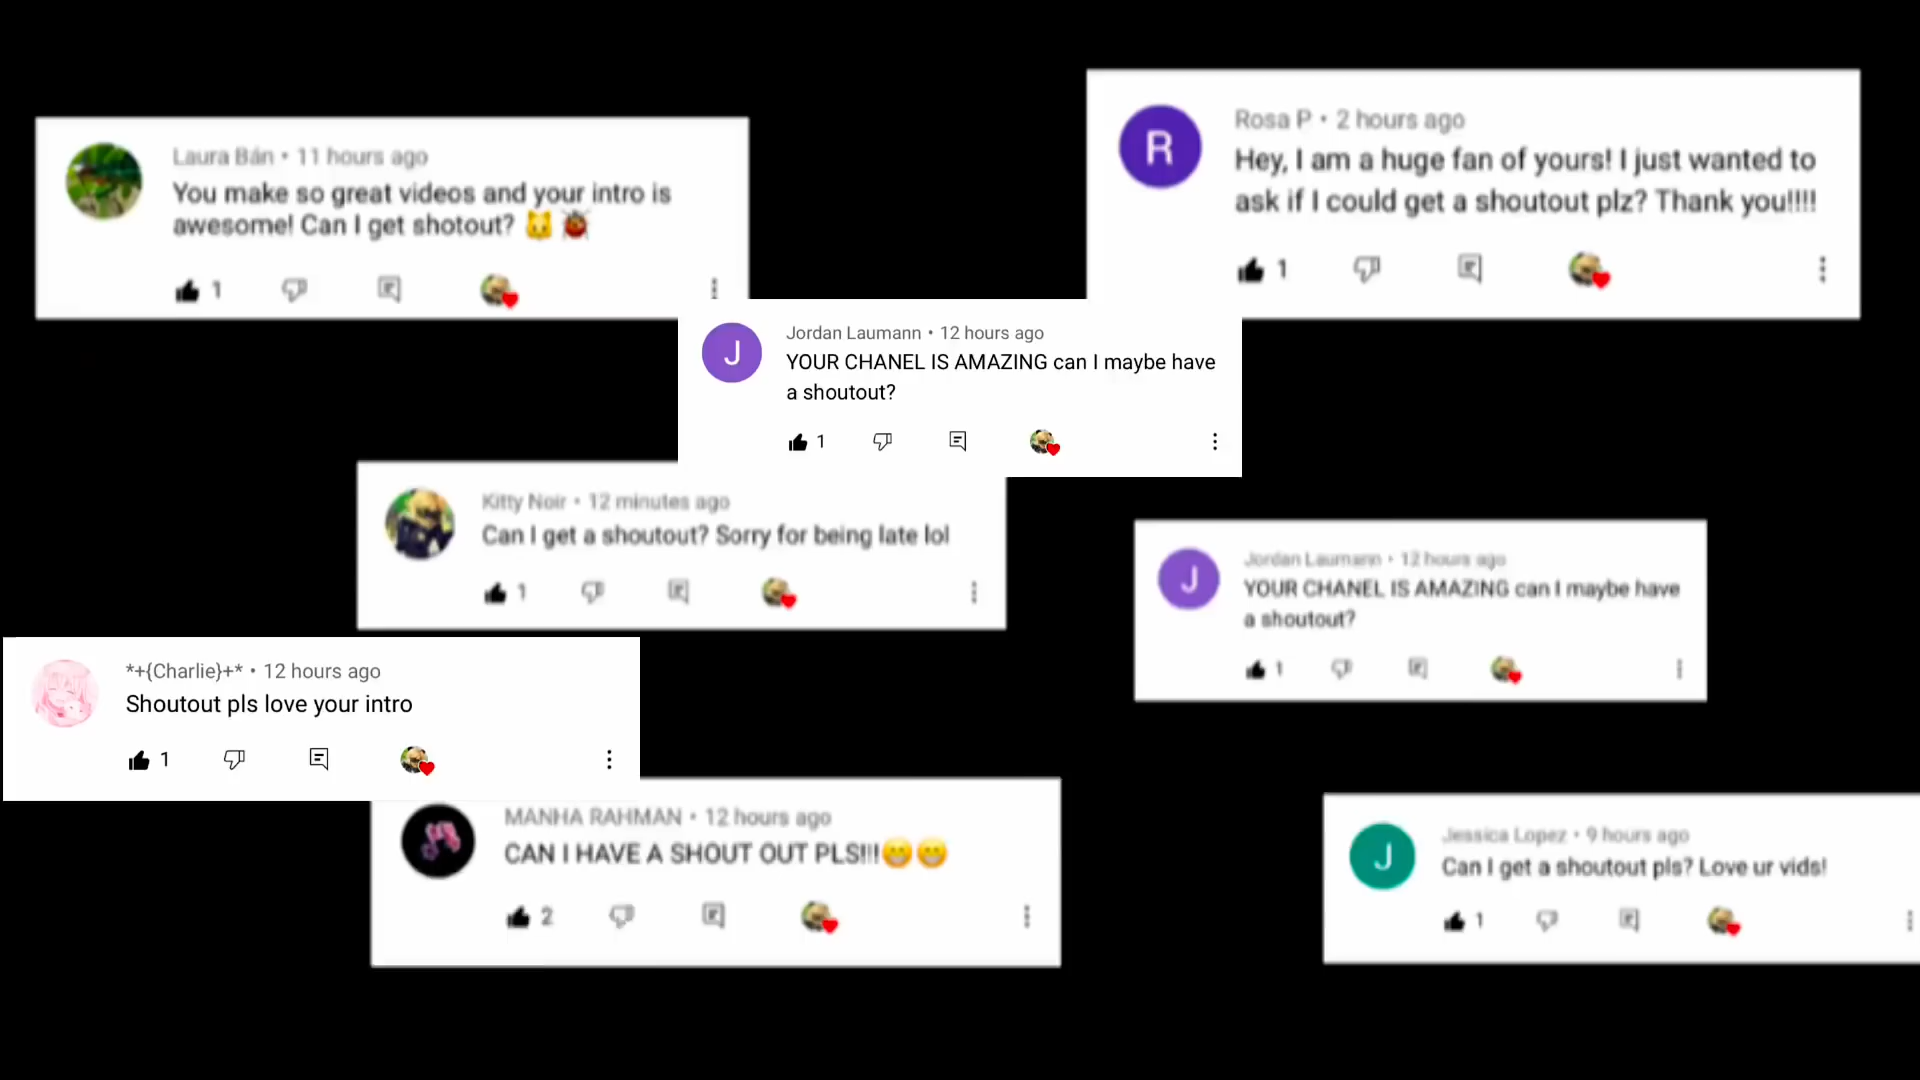 Laura Bán • 11 hours ago
You make so great videos and your intro is
awesome! Can I get shotout? 🐱 🐞
1
R
Rosa P • 2 hours ago
Hey, I am a huge fan of yours! I just wanted to
ask if I could get a shoutout plz? Thank you!!!!
1
J
Jordan Laumann • 12 hours ago
YOUR CHANEL IS AMAZING can I maybe have
a shoutout?
1
Kitty Noir • 12 minutes ago
Can I get a shoutout? Sorry for being late lol
1
J
Jordan Laumann • 12 hours ago
YOUR CHANEL IS AMAZING can I maybe have
a shoutout?
1
*+{Charlie}+* • 12 hours ago
Shoutout pls love your intro
1
MANHA RAHMAN • 12 hours ago
CAN I HAVE A SHOUT OUT PLS!!!😁😁
2
J
Jessica Lopez • 9 hours ago
Can I get a shoutout pls? Love ur vids!
1